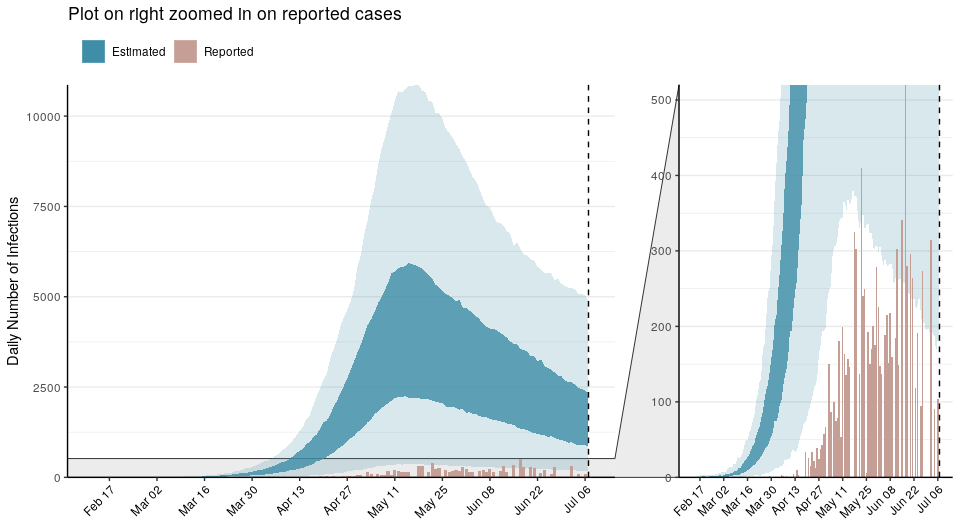 Plot on right zoomed in on reported cases
Estimated Reported
Daily Number of Infections
10000
7500
5000
2500
0
Feb 17 Mar 02 Mar 16 Mar 30 Apr 13 Apr 27 May 11 May 25 Jun 08 Jun 22 Jul 06
500
400
300
200
100
0
Feb 17 Mar 02 Mar 16 Mar 30 Apr 13 Apr 27 May 11 May 25 Jun 08 Jun 22 Jul 06